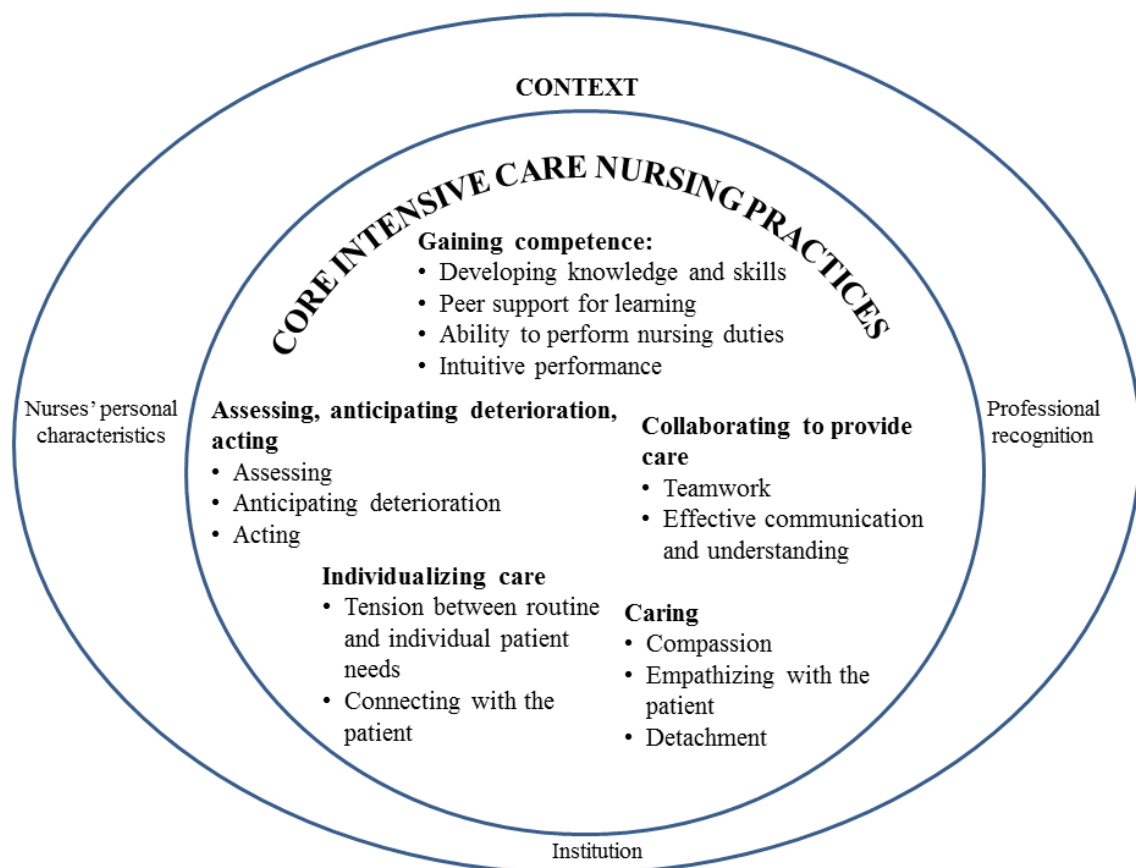 CONTEXT
CORE INTENSIVE CARE NURSING PRACTICES
Gaining competence:
• Developing knowledge and skills
• Peer support for learning
• Ability to perform nursing duties
• Intuitive performance
Nurses' personal
characteristics
Assessing, anticipating deterioration,
acting
• Assessing
• Anticipating deterioration
• Acting
Collaborating to provide
care
• Teamwork
• Effective communication
and understanding
Professional
recognition
Individualizing care
• Tension between routine
and individual patient
needs
• Connecting with the
patient
Caring
• Compassion
• Empathizing with the
patient
• Detachment
Institution